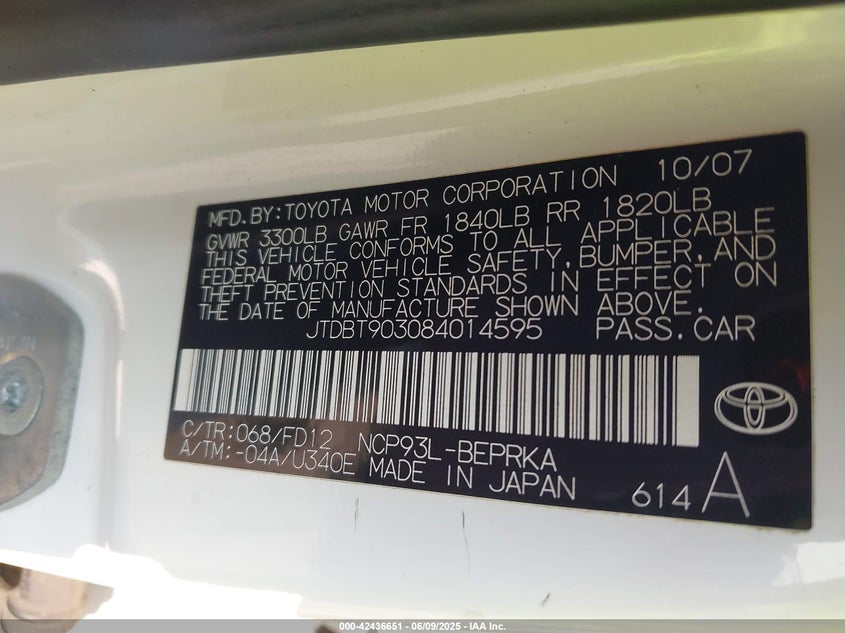 MFD.BY:TOYOTA MOTOR CORPORATION 10/07
GVWR 3300LB GAWR FR 1840LB RR 1820LB
THIS VEHICLE CONFORMS TO ALL APPLICABLE
FEDERAL MOTOR VEHICLE SAFETY,BUMPER,AND
THEFT PREVENTION STANDARDS IN EFFECT ON
THE DATE OF MANUFACTURE SHOWN ABOVE.
JTDBT903084014595 PASS.CAR
C/TR:068/FD12 NCP93L-BEPRKA
A/TM:-04A/U340E MADE IN JAPAN
614 A
000-42436651 - 06/09/2025 - IAA Inc.